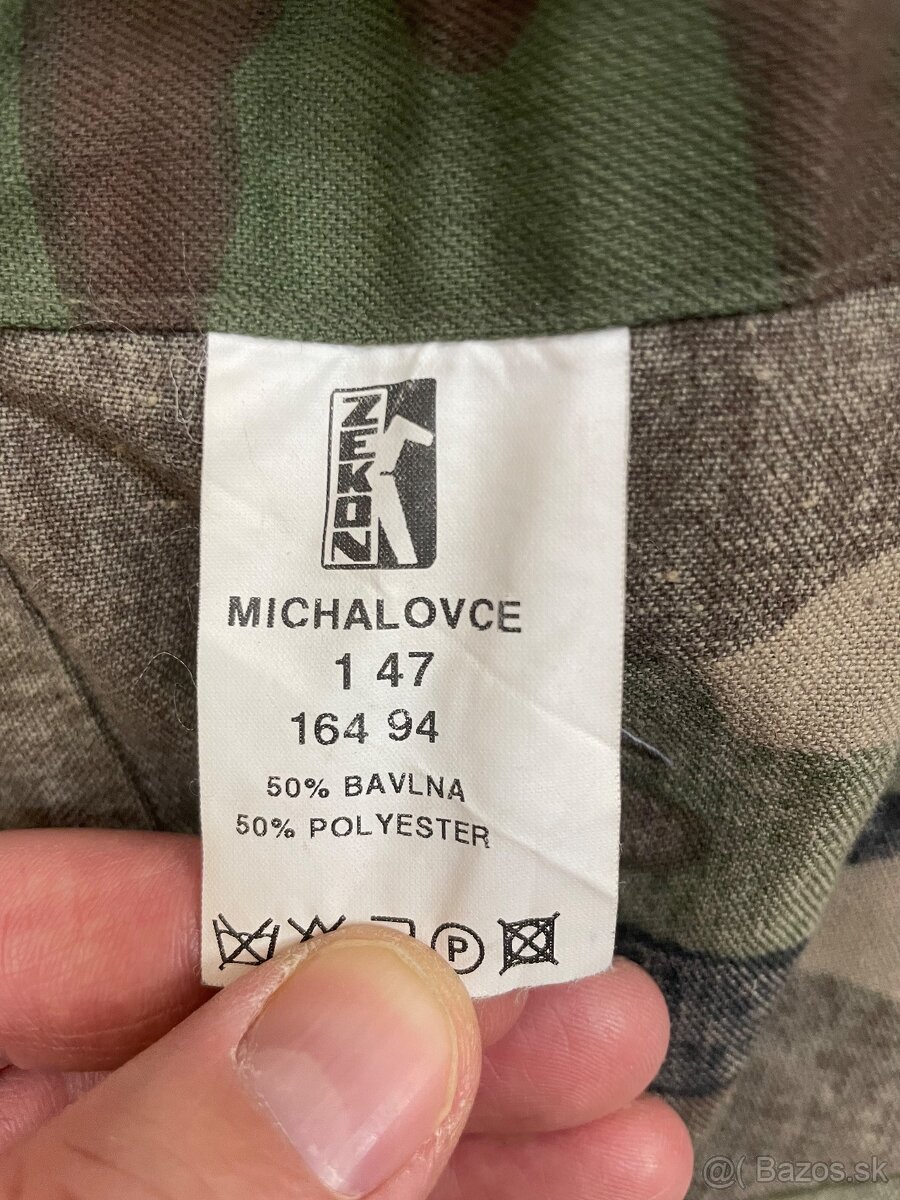 ZEKON
MICHALOVCE
1 47
164 94
50% BAVLNA
50% POLYESTER
P
@( Bazos.sk